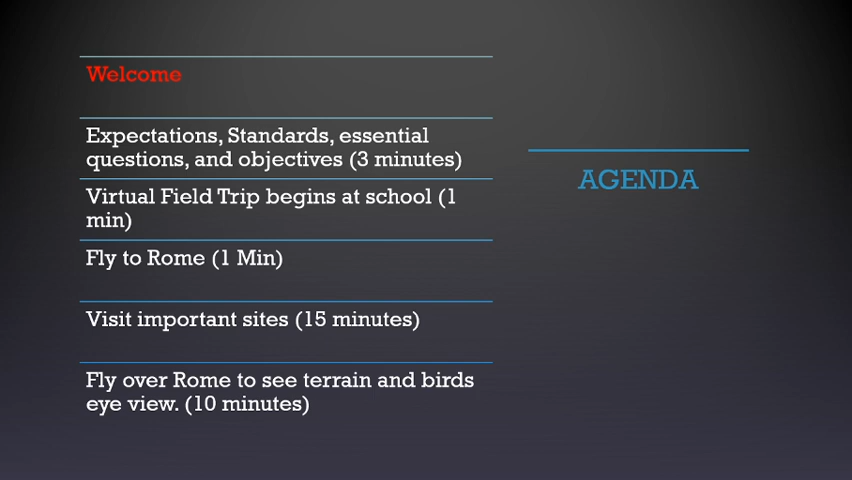 Welcome
Expectations, Standards, essential
questions, and objectives (3 minutes)
Virtual Field Trip begins at school (1
min)
Fly to Rome (1 Min)
Visit important sites (15 minutes)
Fly over Rome to see terrain and birds
eye view. (10 minutes)
AGENDA